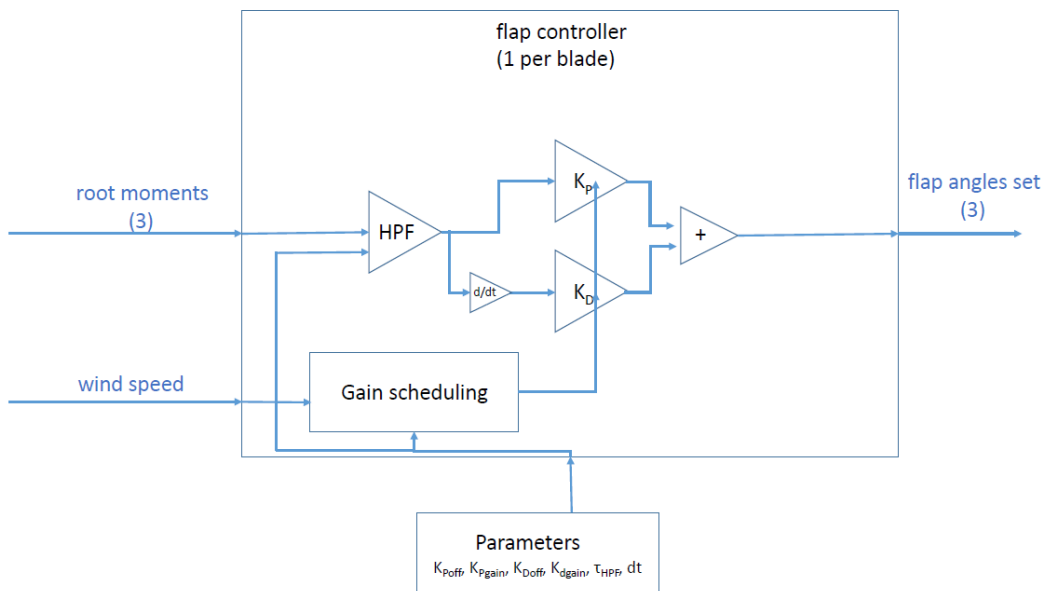 flap controller
(1 per blade)
root moments
(3)
flap angles set
(3)
HPF
K_P
+
d/dt
K_D
wind speed
Gain scheduling
Parameters
K_Poff, K_Pgain, K_Doff, K_dgain, τ_HPF, dt